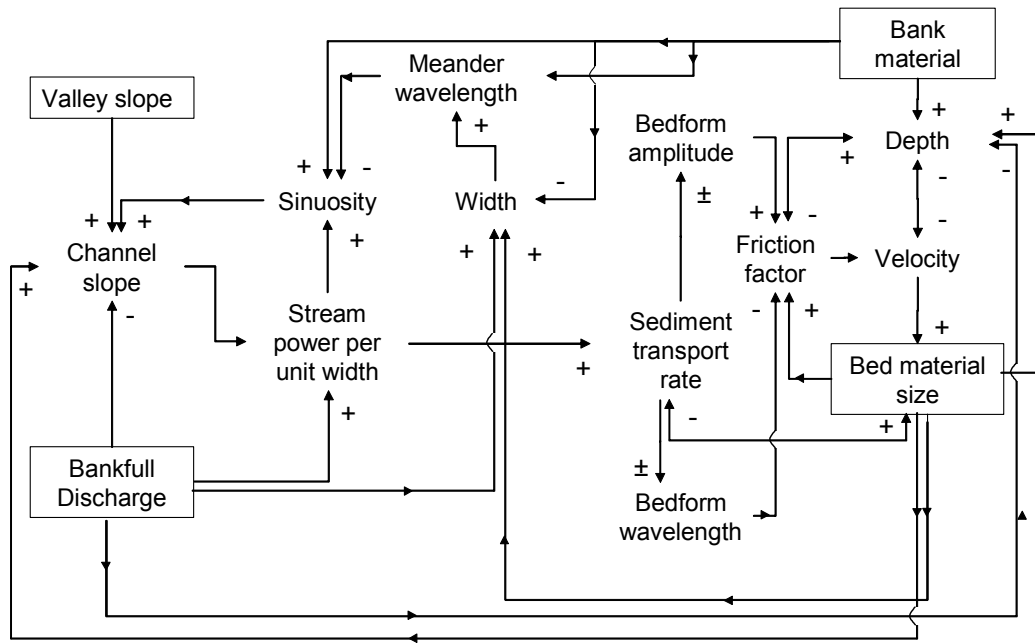 Bank
material
Meander
wavelength
Valley slope
+
+
+
Bedform
amplitude
Depth
+
-
Sinuosity
+
-
Width
-
±
+
-
-
+
+
Channel
slope
+
+
+
+
-
Friction
factor
Velocity
-
+
-
Stream
power per
unit width
-
+
Sediment
transport
rate
+
+
Bed material
size
+
-
+
Bankfull
Discharge
±
Bedform
wavelength